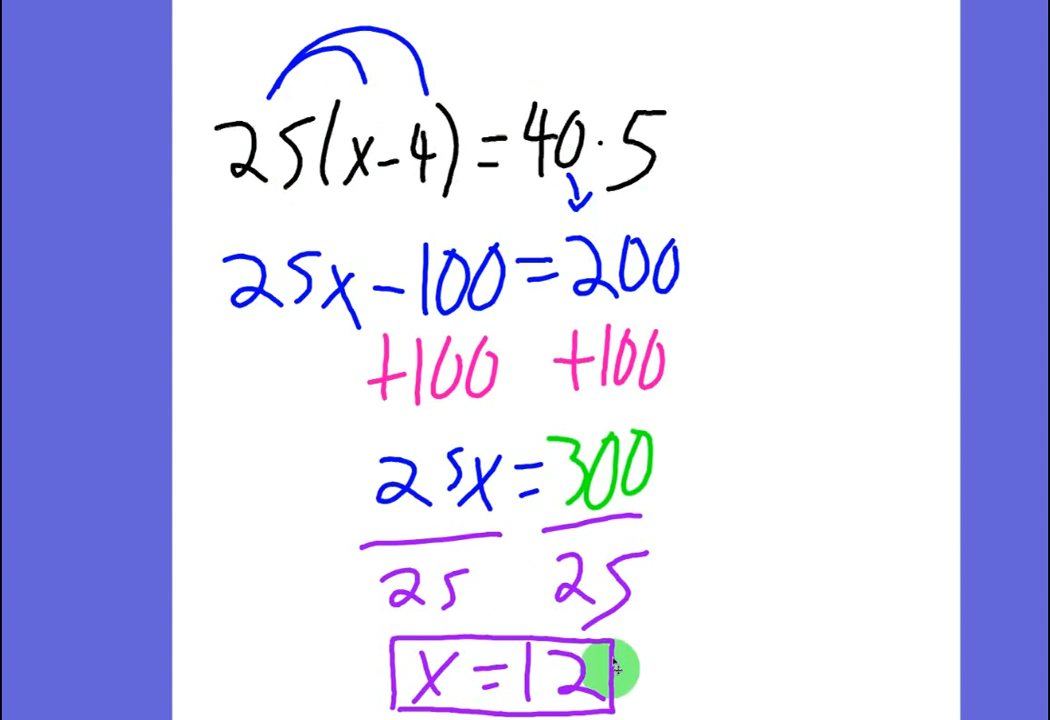 25(x-4)=40·5
25x-100=200
+100 +100
25x=300
25 25
x=12